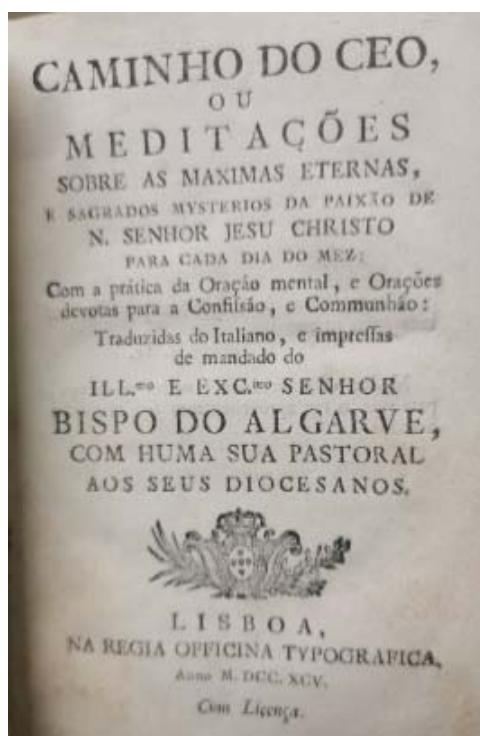 CAMINHO DO CEO,
OU
MEDITAÇÕES
SOBRE AS MAXIMAS ETERNAS,
E SAGRADOS MYSTERIOS DA PAIXÃO DE
N. SENHOR JESU CHRISTO
PARA CADA DIA DO MEZ:
Com a prática da Oração mental, e Orações
devotas para a Confissão, e Communhão:
Traduzidas do Italiano, e impressas
de mandado do
ILL.mo E EXC.mo SENHOR
BISPO DO ALGARVE,
COM HUMA SUA PASTORAL
AOS SEUS DIOCESANOS.
LISBOA,
NA REGIA OFFICINA TYPOGRAFICA,
Anno M. DCC. XCV.
Com Licença.